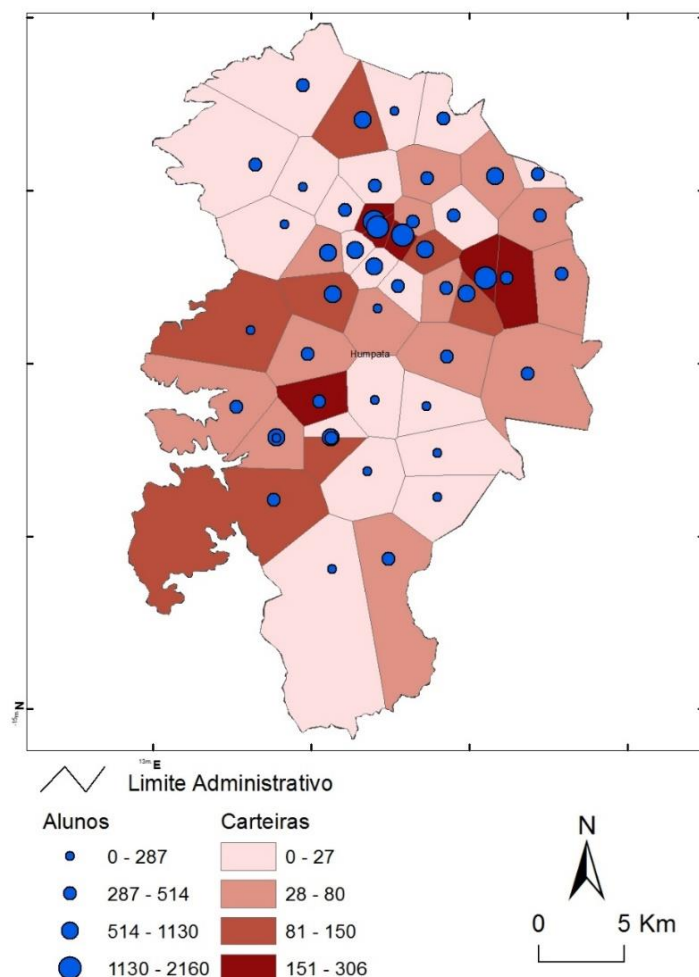 Humpata
-15m N
13m E
Limite Administrativo
Alunos
0 - 287
287 - 514
514 - 1130
1130 - 2160
Carteiras
0 - 27
28 - 80
81 - 150
151 - 306
N
0 5 Km